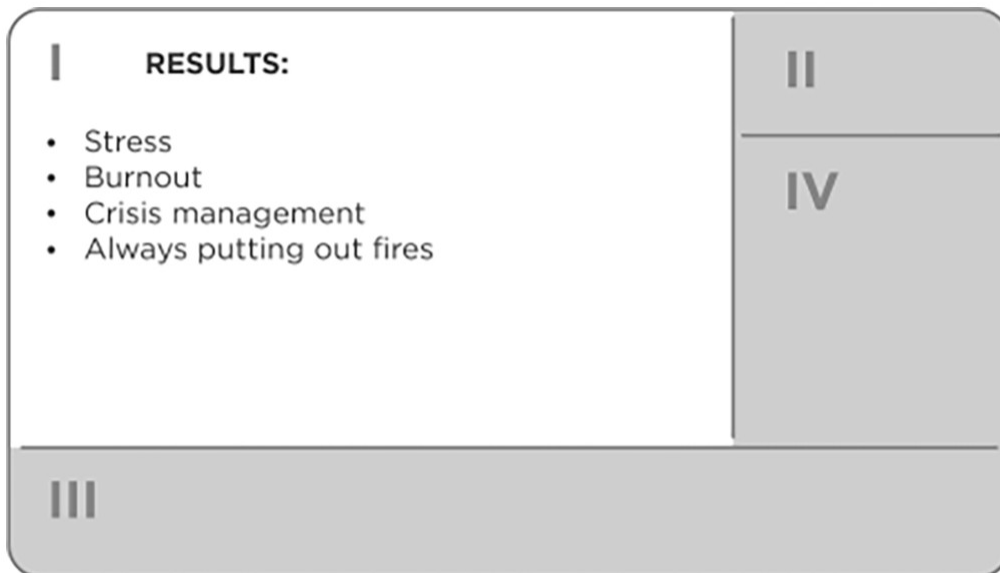 I RESULTS:
• Stress
• Burnout
• Crisis management
• Always putting out fires
II
IV
III